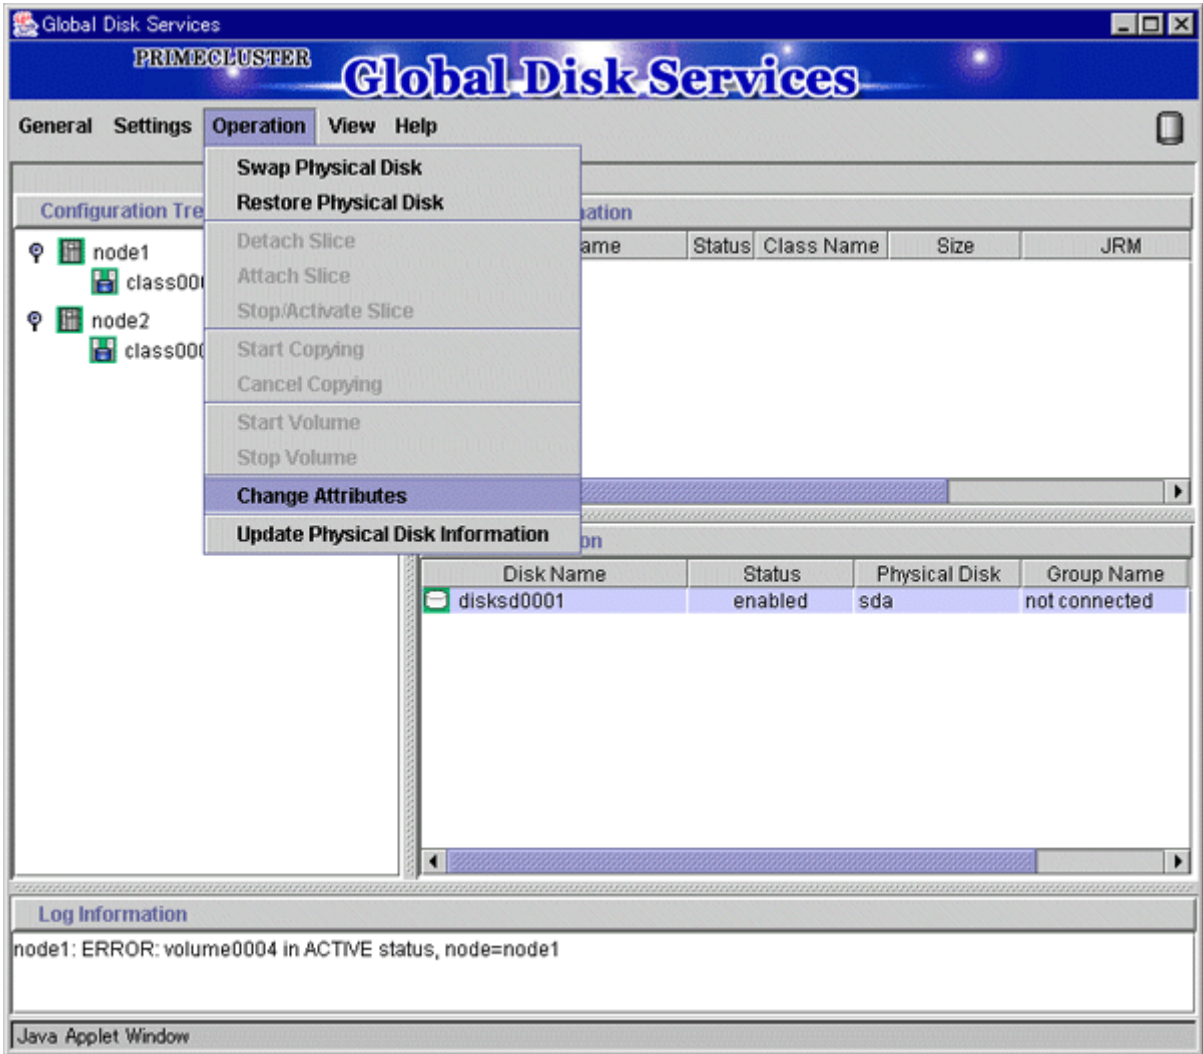 Global Disk Services
PRIMECLUSTER
Global Disk Services
General Settings Operation View Help
Swap Physical Disk
Restore Physical Disk
Detach Slice
Attach Slice
Stop/Activate Slice
Start Copying
Cancel Copying
Start Volume
Stop Volume
Change Attributes
Update Physical Disk Information
Configuration Tre
node1
class000
node2
class000
ation
ame Status Class Name Size JRM
on
Disk Name Status Physical Disk Group Name
disksd0001 enabled sda not connected
Log Information
node1: ERROR: volume0004 in ACTIVE status, node=node1
Java Applet Window